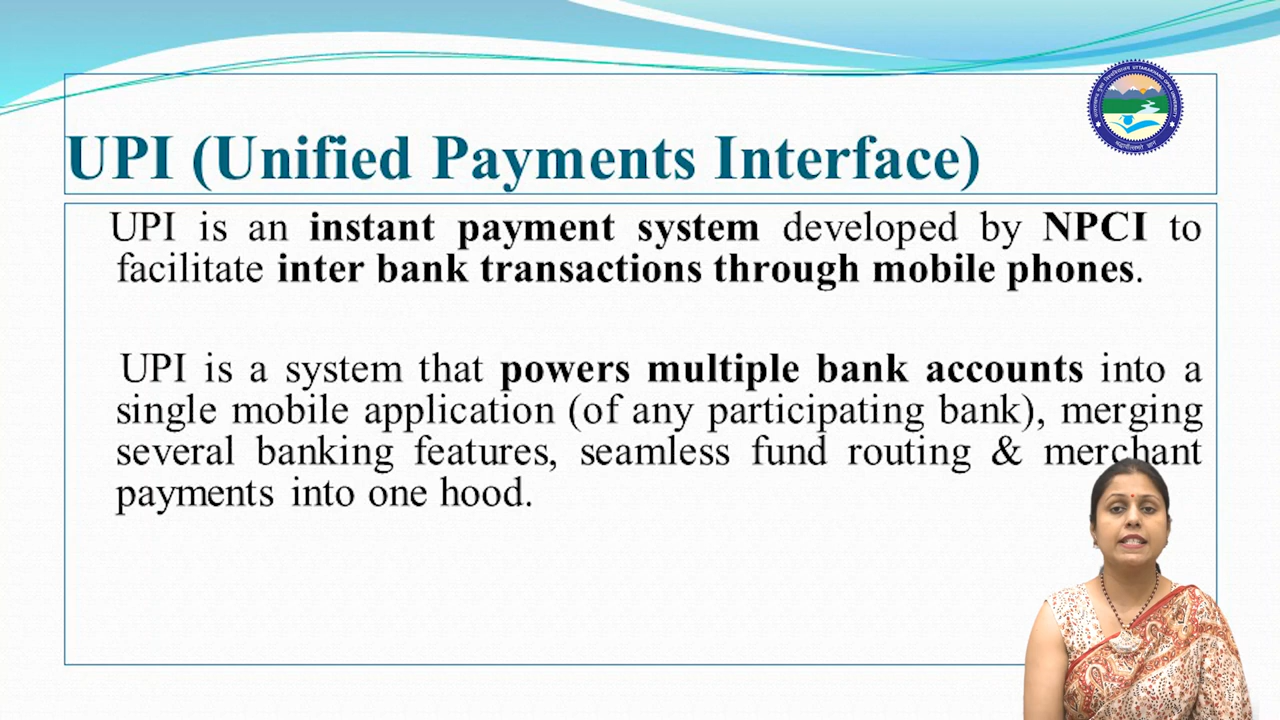 UPI (Unified Payments Interface)
UPI is an instant payment system developed by NPCI to
facilitate inter bank transactions through mobile phones.
UPI is a system that powers multiple bank accounts into a
single mobile application (of any participating bank), merging
several banking features, seamless fund routing & merchant
payments into one hood.